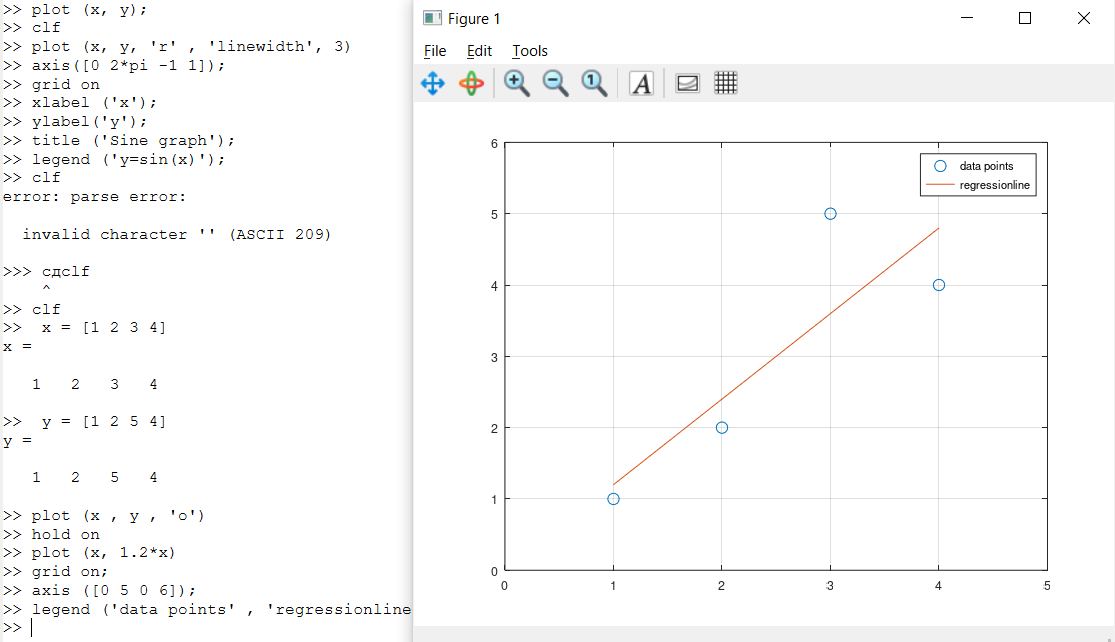 >> plot (x, y);
>> clf
>> plot (x, y, 'r' , 'linewidth', 3)
>> axis([0 2*pi -1 1]);
>> grid on
>> xlabel ('x');
>> ylabel('y');
>> title ('Sine graph');
>> legend ('y=sin(x)');
>> clf
error: parse error:
invalid character '' (ASCII 209)
>>> сдclf
^
>> clf
>>  x = [1 2 3 4]
x =
1   2   3   4
>>  y = [1 2 5 4]
y =
1   2   5   4
>> plot (x , y , 'o')
>> hold on
>> plot (x, 1.2*x)
>> grid on;
>> axis ([0 5 0 6]);
>> legend ('data points' , 'regressionline
>>
Figure 1
File Edit Tools
1 A
6
5
4
3
2
1
0
0 1 2 3 4 5
data points
regressionline